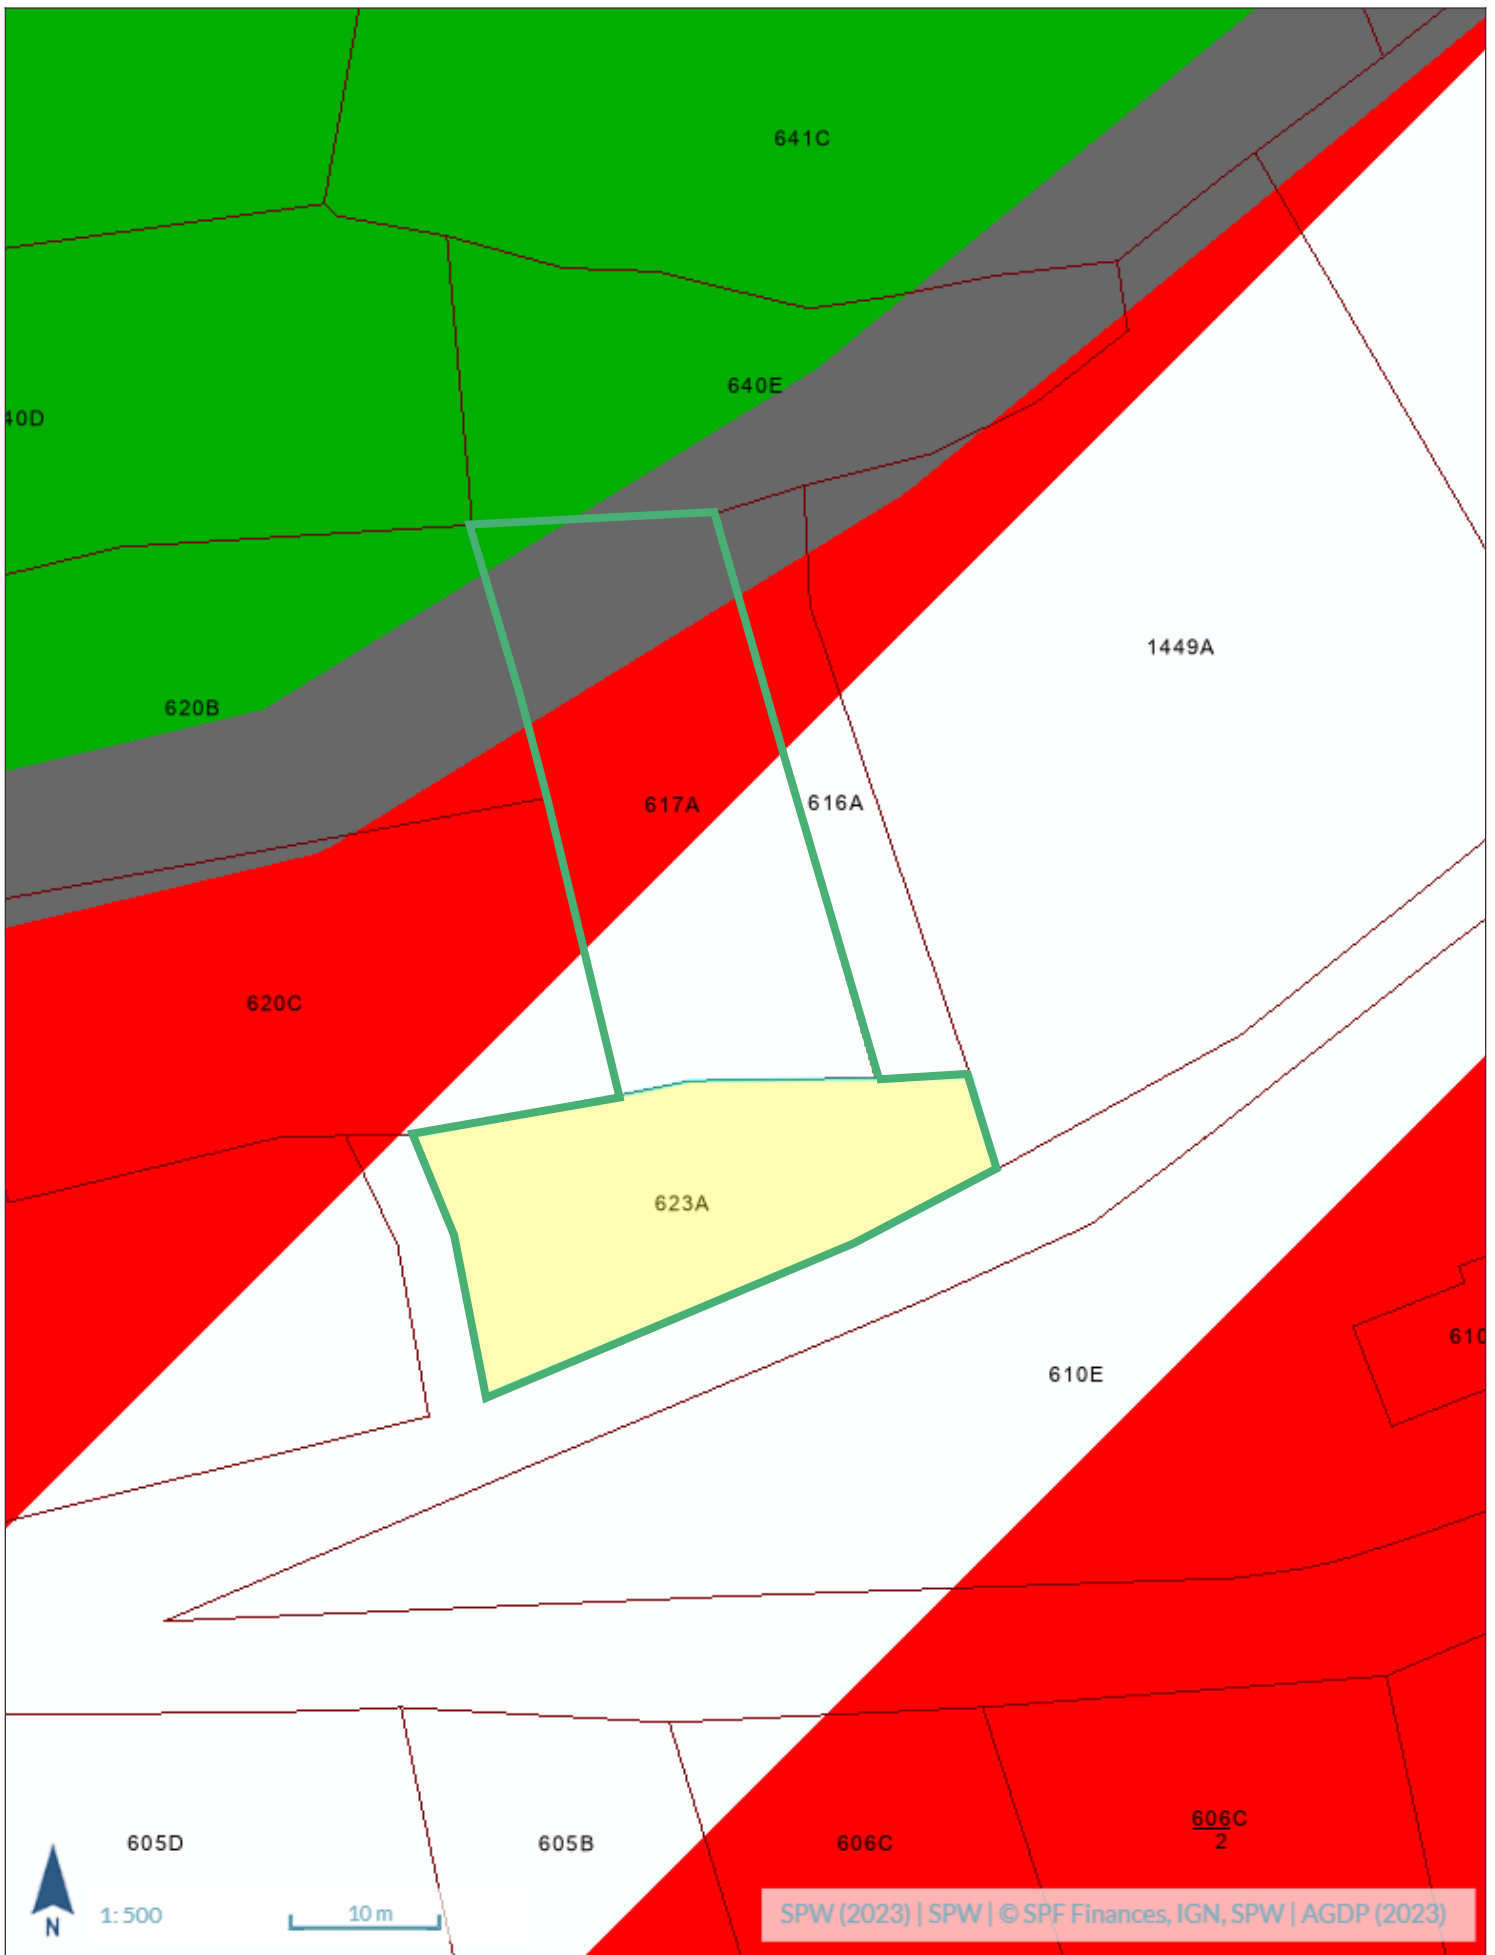 641C
640E
40D
1449A
620B
617A
616A
620C
623A
610E
610
606C
2
605D
605B
606C
N
1:500
10 m
SPW (2023) | SPW | © SPF Finances, IGN, SPW | AGDP (2023)